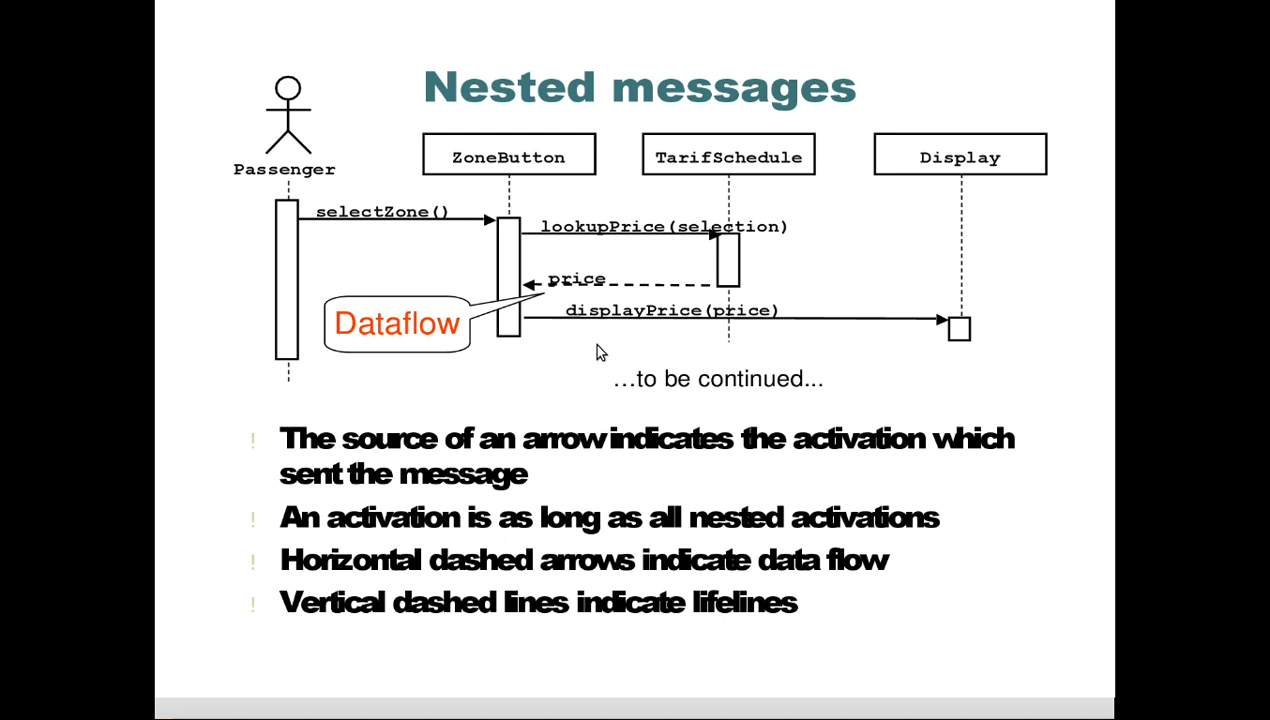 Nested messages
Passenger
ZoneButton
TarifSchedule
Display
selectZone()
lookupPrice(selection)
price
Dataflow
displayPrice(price)
…to be continued...
! The source of an arrow indicates the activation which
sent the message
! An activation is as long as all nested activations
! Horizontal dashed arrows indicate data flow
! Vertical dashed lines indicate lifelines